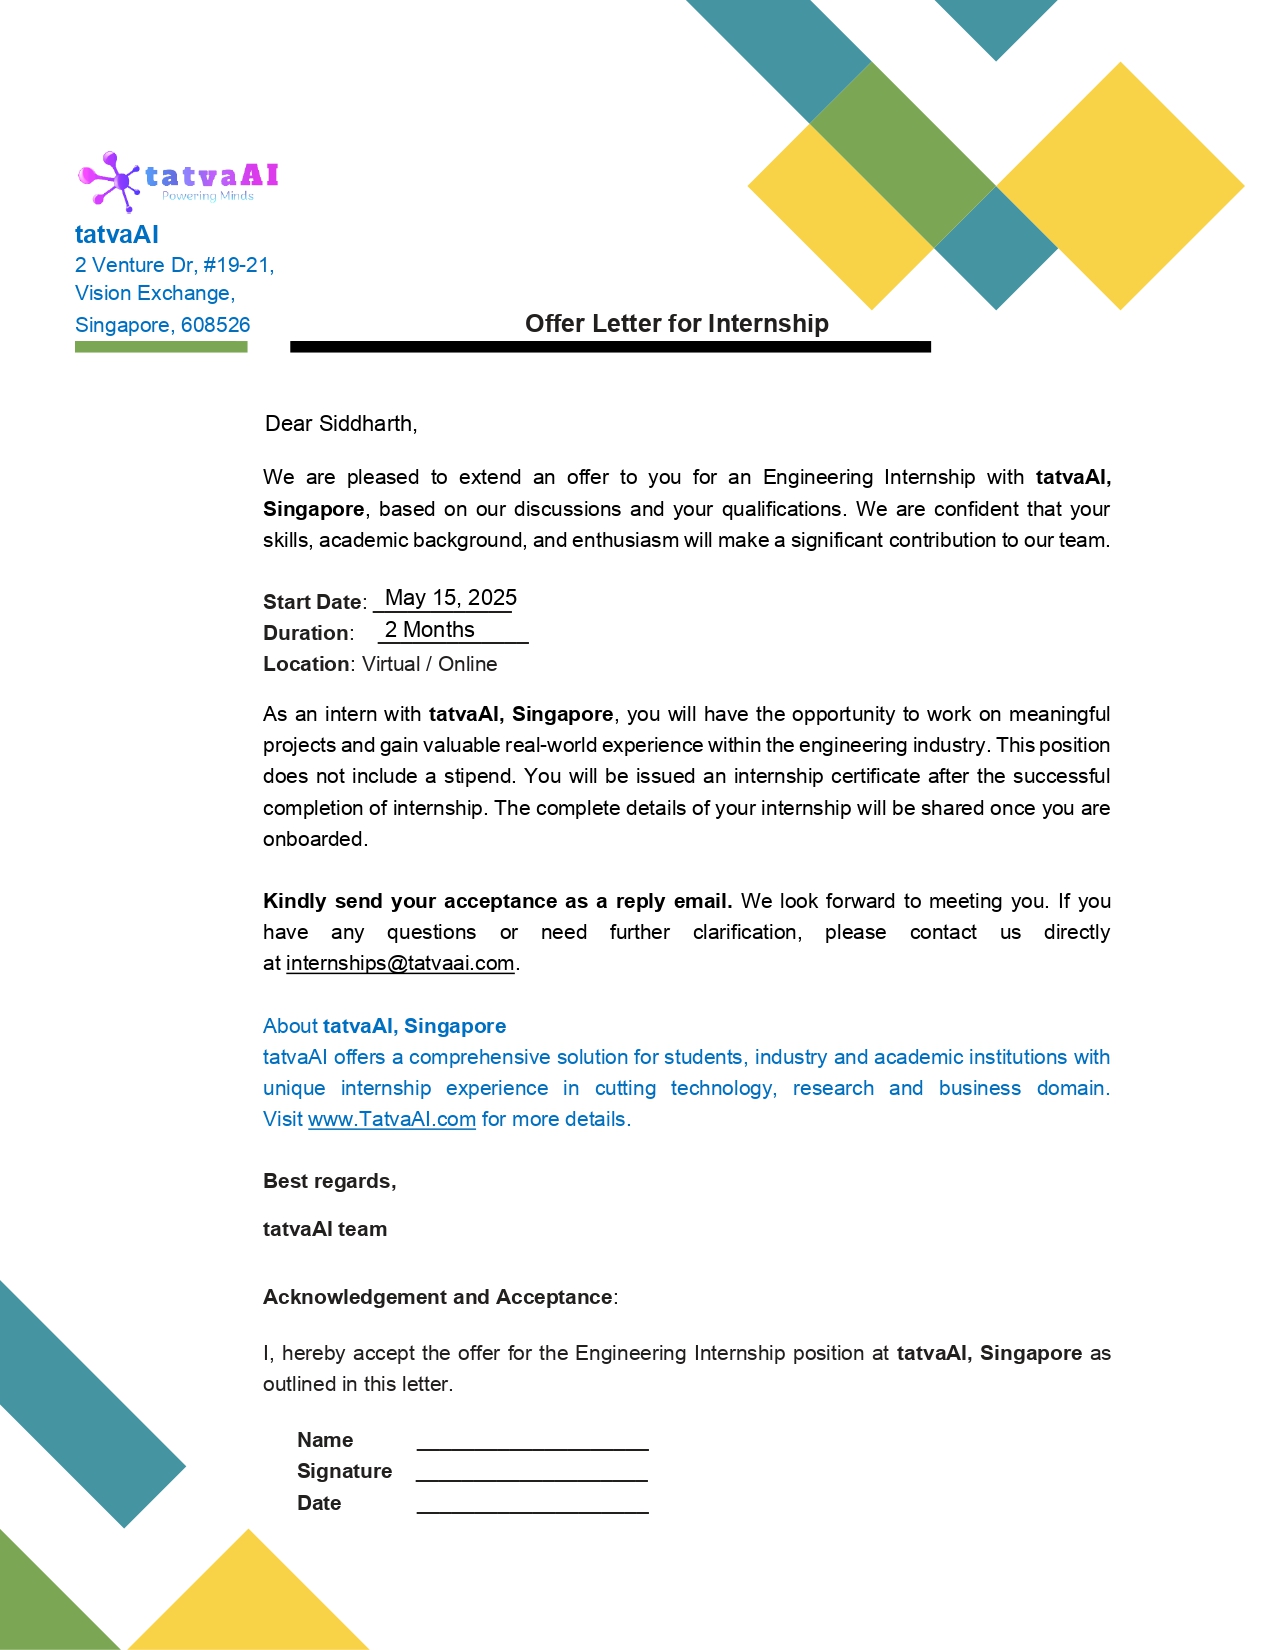 tatvaAI
Powering Minds
tatvaAI
2 Venture Dr, #19-21,
Vision Exchange,
Singapore, 608526
Offer Letter for Internship
Dear Siddharth,
We are pleased to extend an offer to you for an Engineering Internship with tatvaAI,
Singapore, based on our discussions and your qualifications. We are confident that your
skills, academic background, and enthusiasm will make a significant contribution to our team.
Start Date: May 15, 2025
Duration: 2 Months
Location: Virtual / Online
As an intern with tatvaAI, Singapore, you will have the opportunity to work on meaningful
projects and gain valuable real-world experience within the engineering industry. This position
does not include a stipend. You will be issued an internship certificate after the successful
completion of internship. The complete details of your internship will be shared once you are
onboarded.
Kindly send your acceptance as a reply email. We look forward to meeting you. If you
have any questions or need further clarification, please contact us directly
at internships@tatvaai.com.
About tatvaAI, Singapore
tatvaAI offers a comprehensive solution for students, industry and academic institutions with
unique internship experience in cutting technology, research and business domain.
Visit www.TatvaAI.com for more details.
Best regards,
tatvaAI team
Acknowledgement and Acceptance:
I, hereby accept the offer for the Engineering Internship position at tatvaAI, Singapore as
outlined in this letter.
Name ____________________
Signature ____________________
Date ____________________